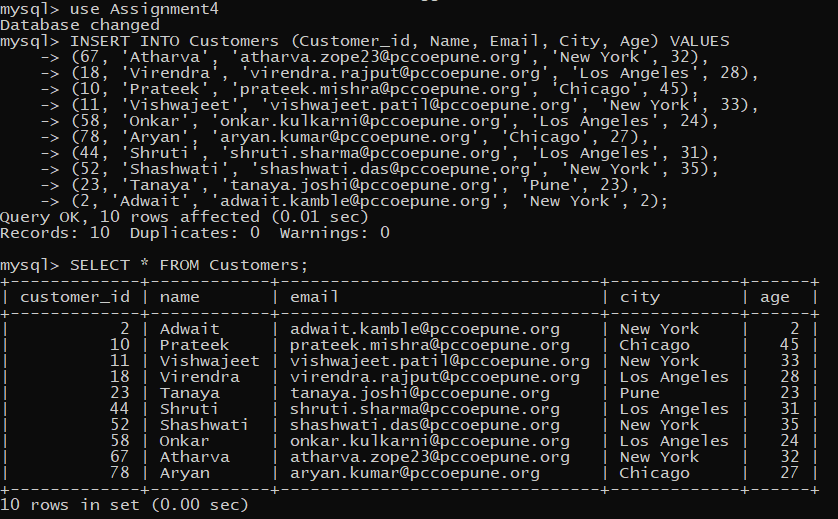 mysql> use Assignment4
Database changed
mysql> INSERT INTO Customers (Customer_id, Name, Email, City, Age) VALUES
    -> (67, 'Atharva', 'atharva.zope23@pccoepune.org', 'New York', 32),
    -> (18, 'Virendra', 'virendra.rajput@pccoepune.org', 'Los Angeles', 28),
    -> (10, 'Prateek', 'prateek.mishra@pccoepune.org', 'Chicago', 45),
    -> (11, 'Vishwajeet', 'vishwajeet.patil@pccoepune.org', 'New York', 33),
    -> (58, 'Onkar', 'onkar.kulkarni@pccoepune.org', 'Los Angeles', 24),
    -> (78, 'Aryan', 'aryan.kumar@pccoepune.org', 'Chicago', 27),
    -> (44, 'Shruti', 'shruti.sharma@pccoepune.org', 'Los Angeles', 31),
    -> (52, 'Shashwati', 'shashwati.das@pccoepune.org', 'New York', 35),
    -> (23, 'Tanaya', 'tanaya.joshi@pccoepune.org', 'Pune', 23),
    -> (2, 'Adwait', 'adwait.kamble@pccoepune.org', 'New York', 2);
Query OK, 10 rows affected (0.01 sec)
Records: 10  Duplicates: 0  Warnings: 0

mysql> SELECT * FROM Customers;
+-------------+------------+--------------------------------+-------------+------+
| customer_id | name       | email                          | city        | age  |
+-------------+------------+--------------------------------+-------------+------+
|           2 | Adwait     | adwait.kamble@pccoepune.org    | New York    |    2 |
|          10 | Prateek    | prateek.mishra@pccoepune.org   | Chicago     |   45 |
|          11 | Vishwajeet | vishwajeet.patil@pccoepune.org | New York    |   33 |
|          18 | Virendra   | virendra.rajput@pccoepune.org  | Los Angeles |   28 |
|          23 | Tanaya     | tanaya.joshi@pccoepune.org     | Pune        |   23 |
|          44 | Shruti     | shruti.sharma@pccoepune.org    | Los Angeles |   31 |
|          52 | Shashwati  | shashwati.das@pccoepune.org    | New York    |   35 |
|          58 | Onkar      | onkar.kulkarni@pccoepune.org   | Los Angeles |   24 |
|          67 | Atharva    | atharva.zope23@pccoepune.org   | New York    |   32 |
|          78 | Aryan      | aryan.kumar@pccoepune.org      | Chicago     |   27 |
+-------------+------------+--------------------------------+-------------+------+
10 rows in set (0.00 sec)